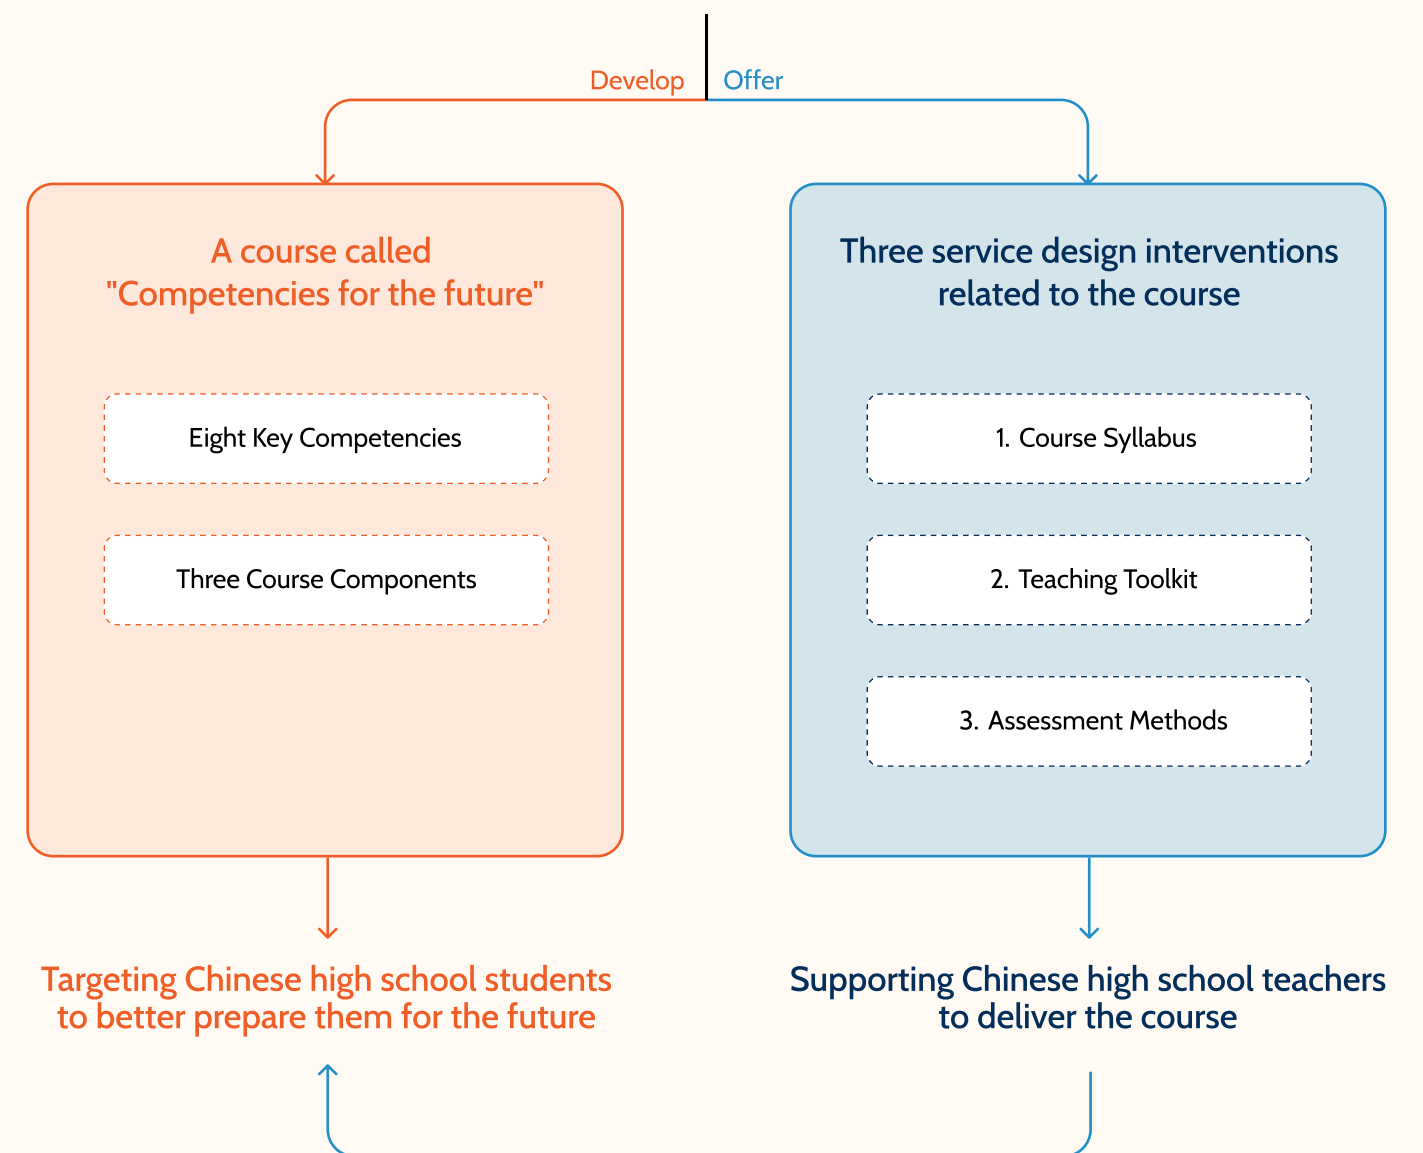 Develop
Offer
A course called
"Competencies for the future"
Eight Key Competencies
Three Course Components
Targeting Chinese high school students
to better prepare them for the future
Three service design interventions
related to the course
1. Course Syllabus
2. Teaching Toolkit
3. Assessment Methods
Supporting Chinese high school teachers
to deliver the course